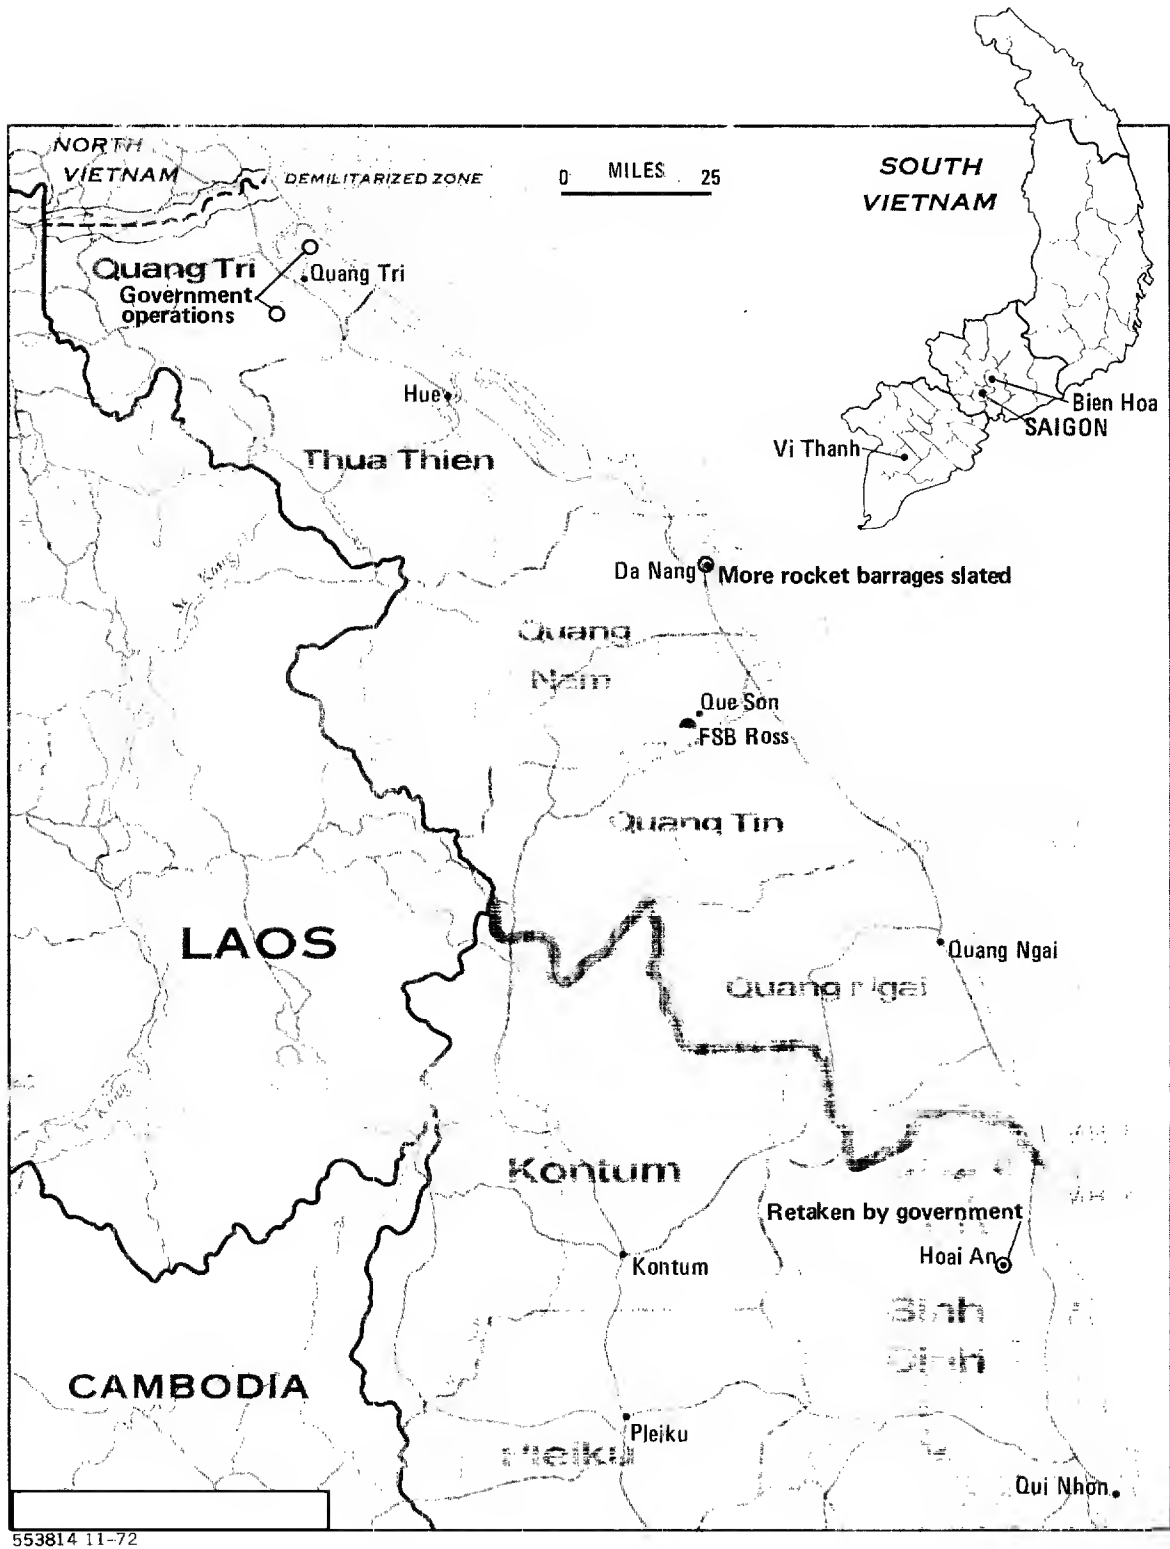 NORTH
VIETNAM
DEMILITARIZED ZONE
0 MILES 25
SOUTH
VIETNAM
Quang Tri
Quang Tri
Government
operations
Hue
Bien Hoa
SAIGON
Vi Thanh
Thua Thien
Kong
Da Nang
More rocket barrages slated
Quang
Nam
Que Son
FSB Ross
Quang Tin
LAOS
Quang Ngai
Quang Ngai
Kong
Kontum
Retaken by government
Hoai An
Kontum
Binh
Dinh
CAMBODIA
Pleiku
Pleiku
Qui Nhon
553814 11-72